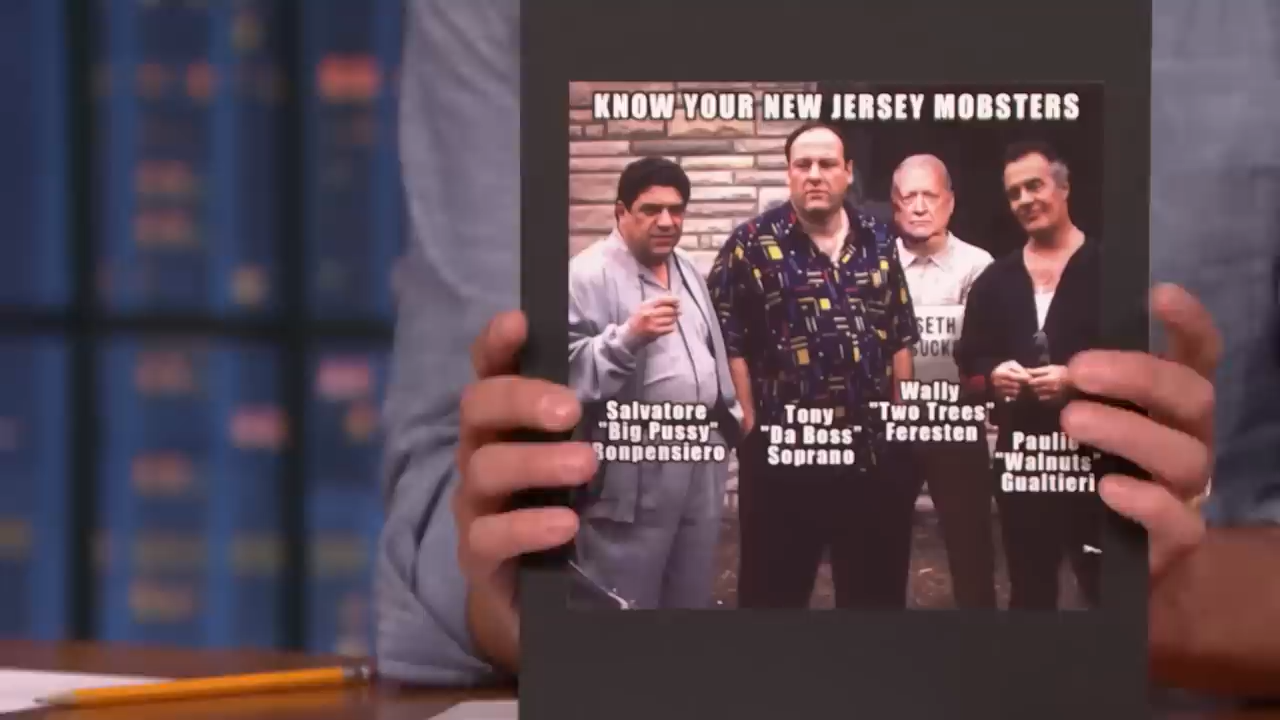 KNOW YOUR NEW JERSEY MOBSTERS
SETH
SUCK
Salvatore
"Big Pussy"
Bonpensiero
Tony
"Da Boss"
Soprano
Wally
"Two Trees"
Feresten
Paulie
"Walnuts"
Gualtieri